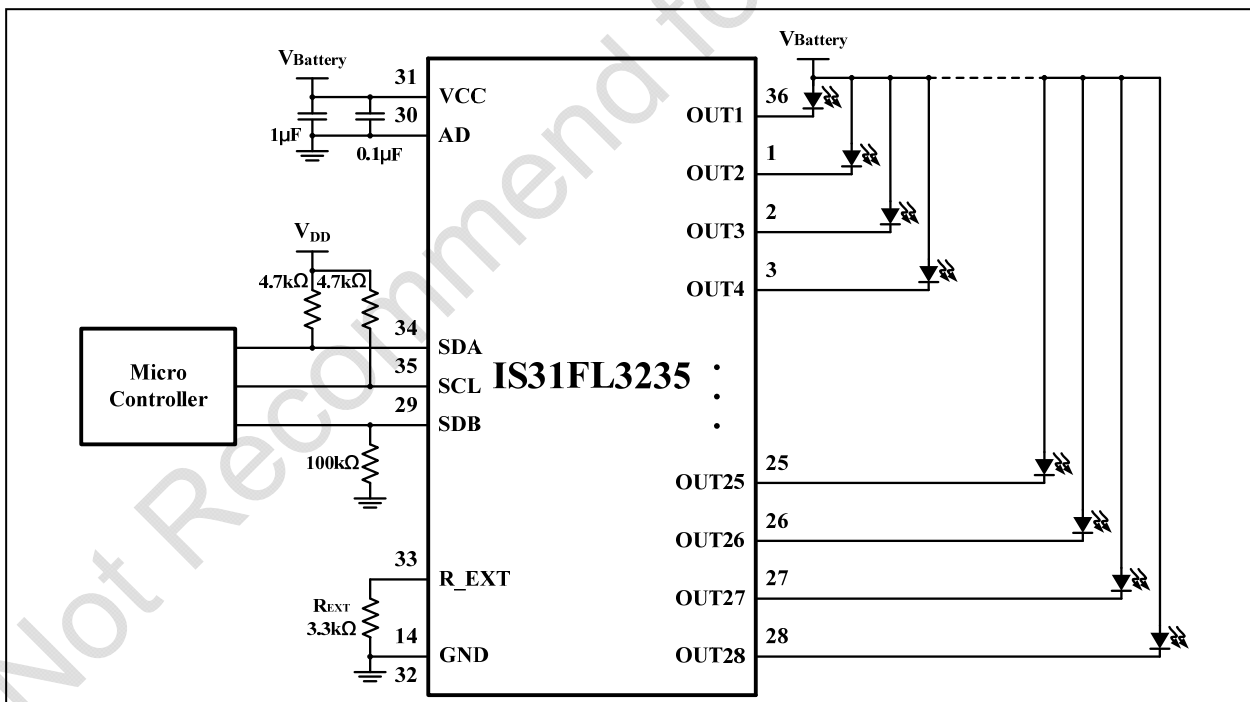 Not Recommend fo
VBattery
31
VCC
30
AD
1µF
0.1µF
VDD
4.7kΩ 4.7kΩ
34
SDA
35
SCL
29
SDB
Micro
Controller
100kΩ
33
R_EXT
REXT
3.3kΩ
14
GND
32
IS31FL3235
VBattery
36
OUT1
1
OUT2
2
OUT3
3
OUT4
25
OUT25
26
OUT26
27
OUT27
28
OUT28